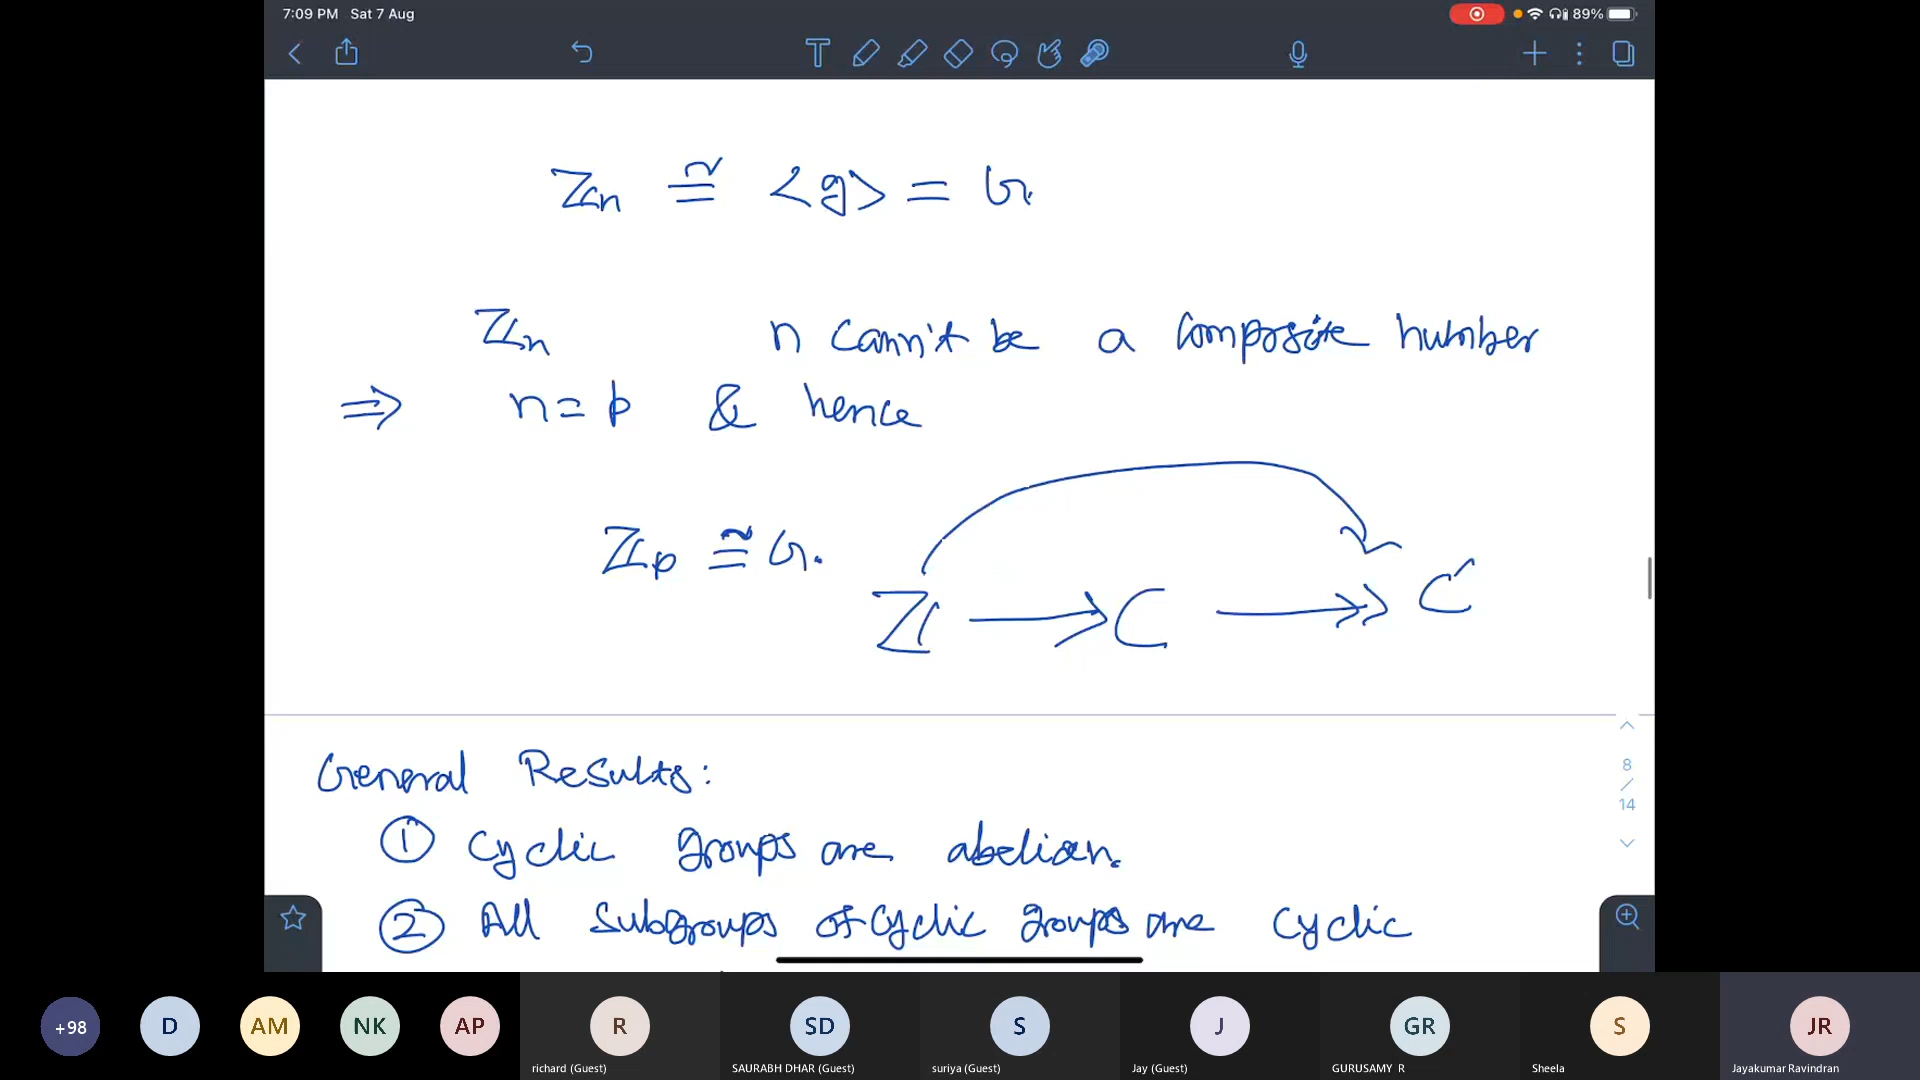 7:09 PM Sat 7 Aug
89%
T
ℤn ≅ <g> = G.
ℤn n cann't be a composite number
⇒ n = p & hence
ℤp ≅ G.
ℤ → C ↠ C'
General Results:
① Cyclic groups are abelian.
② All subgroups of cyclic groups are cyclic
8
/
14
+98 D AM NK AP R SD S J GR S JR
richard (Guest) SAURABH DHAR (Guest) suriya (Guest) Jay (Guest) GURUSAMY R Sheela Jayakumar Ravindran